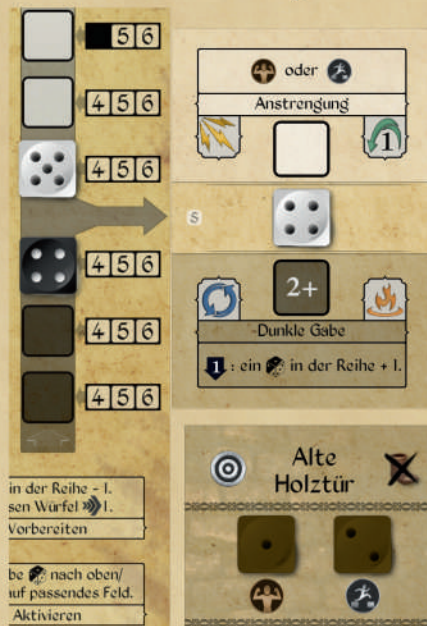 5 6
4 5 6
4 5 6
4 5 6
4 5 6
4 5 6
oder
Anstrengung
1
S
2+
Dunkle Gabe
1 : ein in der Reihe + 1.
Alte
Holztür
in der Reihe - 1.
sen Würfel 1.
Vorbereiten
be nach oben/
auf passendes Feld.
Aktivieren